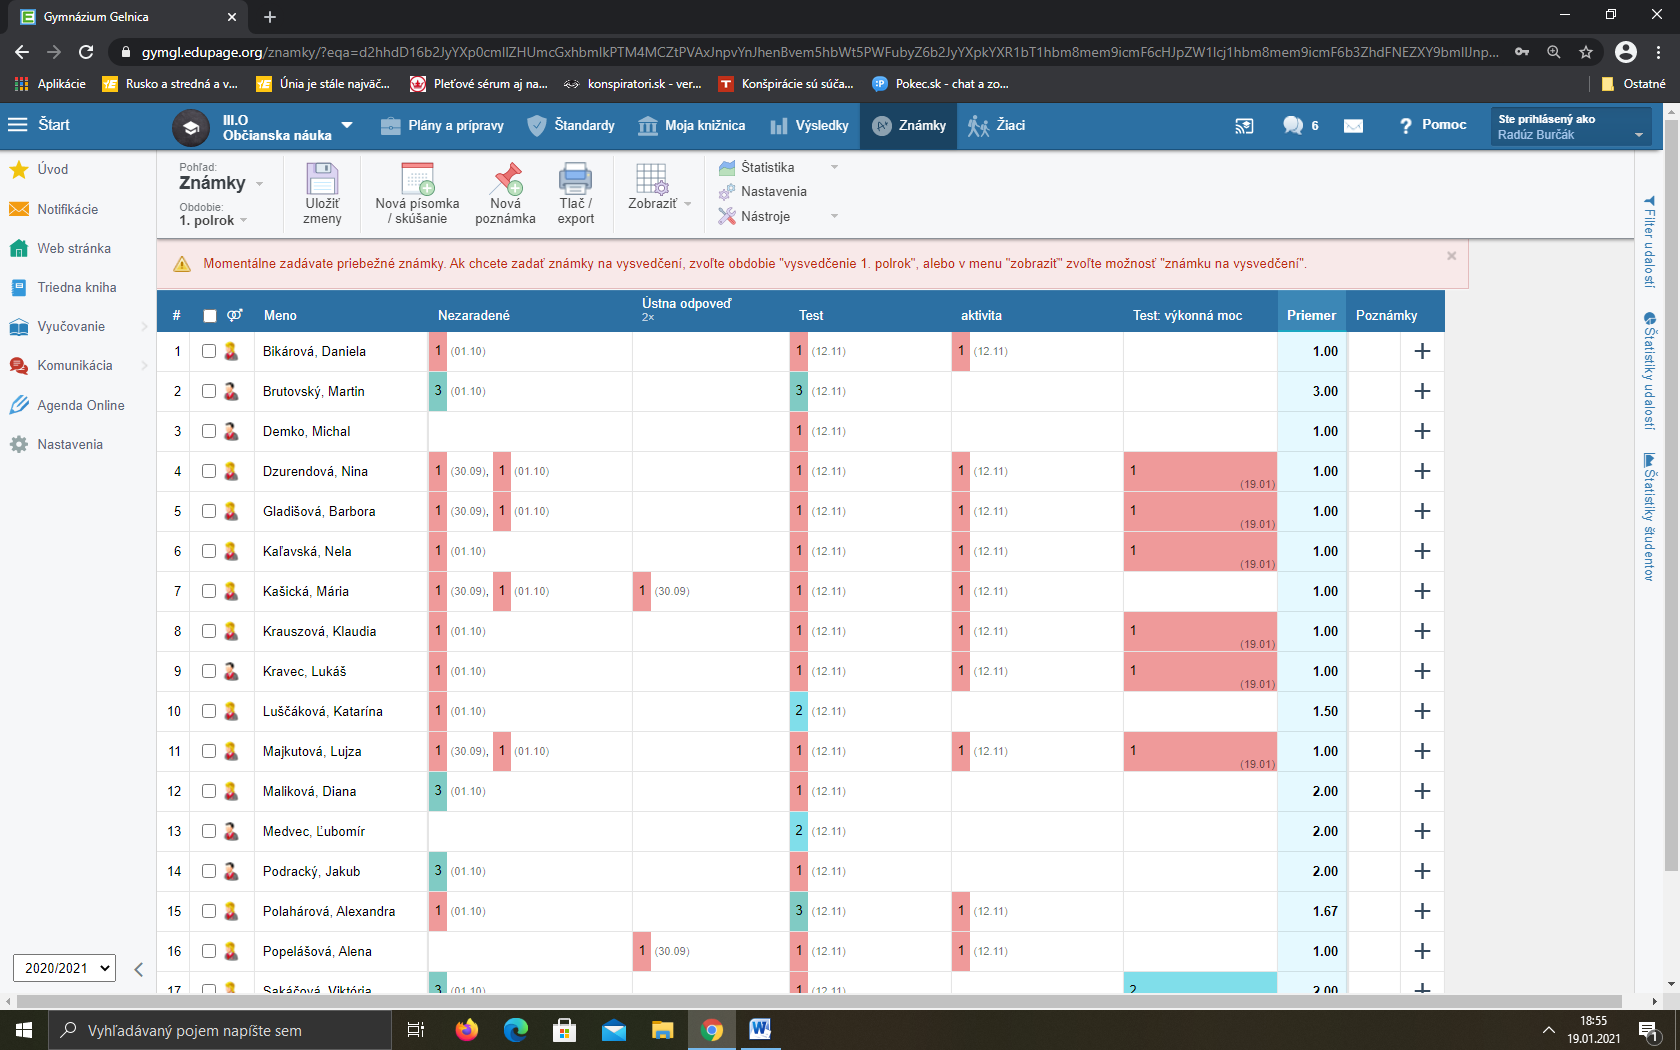 Gymnázium Gelnica
gymgl.edupage.org/znamky/?eqa=
Aplikácie Rusko a stredná a v... Únia je stále najväč... Pleťové sérum aj na... konspiratori.sk - ver... Konšpirácie sú súča... Pokec.sk - chat a zo... Ostatné
Štart
III.O
Občianska náuka
Plány a prípravy Štandardy Moja knižnica Výsledky Známky Žiaci
6
Pomoc
Ste prihlásený ako
Radúz Burčák
Úvod
Notifikácie
Web stránka
Triedna kniha
Vyučovanie
Komunikácia
Agenda Online
Nastavenia
2020/2021
Pohľad:
Známky
Obdobie:
1. polrok
Uložiť
zmeny
Nová písomka
/ skúšanie
Nová
poznámka
Tlač /
export
Zobraziť
Štatistika
Nastavenia
Nástroje
Momentálne zadávate priebežné známky. Ak chcete zadať známky na vysvedčení, zvoľte obdobie "vysvedčenie 1. polrok", alebo v menu "zobraziť" zvoľte možnosť "známku na vysvedčení".
# Meno Nezaradené Ústna odpoveď 2× Test aktivita Test: výkonná moc Priemer Poznámky
1 Bikárová, Daniela 1 (01.10) 1 (12.11) 1 (12.11) 1.00
2 Brutovský, Martin 3 (01.10) 3 (12.11) 3.00
3 Demko, Michal 1 (12.11) 1.00
4 Dzurendová, Nina 1 (30.09), 1 (01.10) 1 (12.11) 1 (12.11) 1 (19.01) 1.00
5 Gladišová, Barbora 1 (30.09), 1 (01.10) 1 (12.11) 1 (12.11) 1 (19.01) 1.00
6 Kaľavská, Nela 1 (01.10) 1 (12.11) 1 (12.11) 1 (19.01) 1.00
7 Kašická, Mária 1 (30.09), 1 (01.10) 1 (30.09) 1 (12.11) 1 (12.11) 1.00
8 Krauszová, Klaudia 1 (01.10) 1 (12.11) 1 (12.11) 1 (19.01) 1.00
9 Kravec, Lukáš 1 (01.10) 1 (12.11) 1 (12.11) 1 (19.01) 1.00
10 Luščáková, Katarína 1 (01.10) 2 (12.11) 1.50
11 Majkutová, Lujza 1 (30.09), 1 (01.10) 1 (12.11) 1 (12.11) 1 (19.01) 1.00
12 Maliková, Diana 3 (01.10) 1 (12.11) 2.00
13 Medvec, Ľubomír 2 (12.11) 2.00
14 Podracký, Jakub 3 (01.10) 1 (12.11) 2.00
15 Polahárová, Alexandra 1 (01.10) 3 (12.11) 1 (12.11) 1.67
16 Popelášová, Alena 1 (30.09) 1 (12.11) 1 (12.11) 1.00
17 Sakáčová, Viktória 3 (01.10) 1 (12.11) 2 2.00
Filter udalostí
Štatistiky udalostí
Štatistiky študentov
Vyhľadávaný pojem napíšte sem
18:55
19.01.2021
1